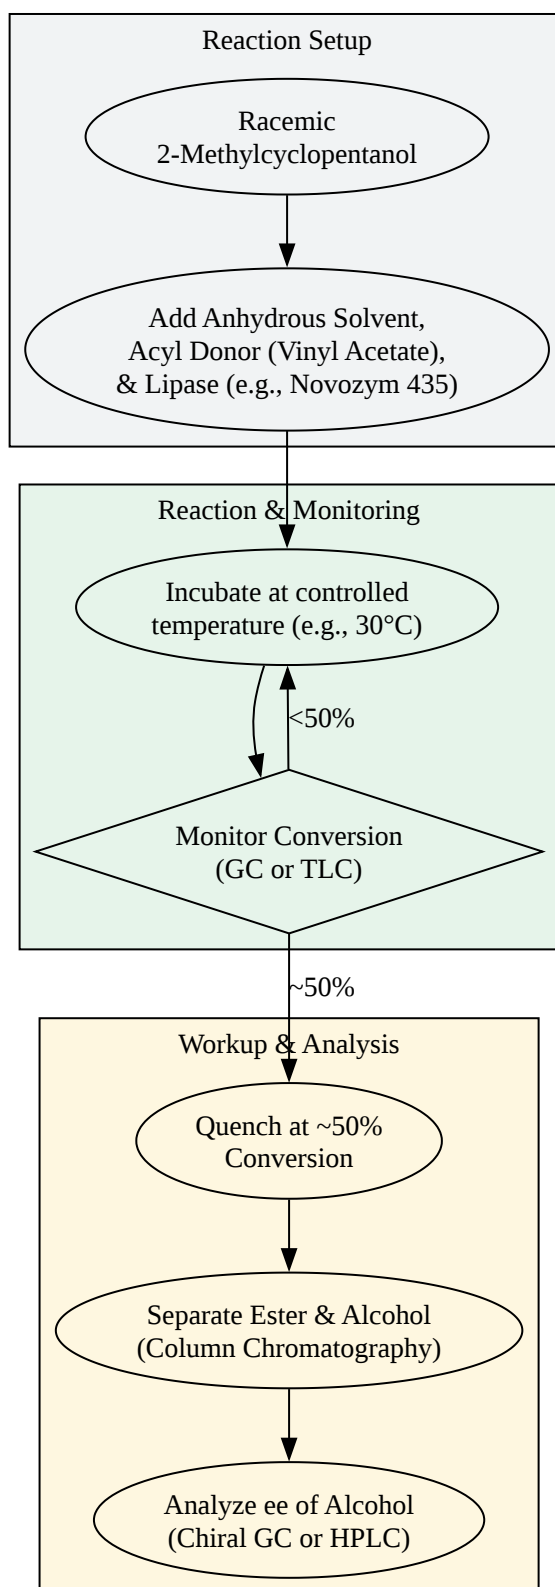 Reaction Setup
Racemic
2-Methylcyclopentanol
Add Anhydrous Solvent,
Acyl Donor (Vinyl Acetate),
& Lipase (e.g., Novozym 435)
Reaction & Monitoring
Incubate at controlled
temperature (e.g., 30°C)
<50%
Monitor Conversion
(GC or TLC)
~50%
Workup & Analysis
Quench at ~50%
Conversion
Separate Ester & Alcohol
(Column Chromatography)
Analyze ee of Alcohol
(Chiral GC or HPLC)